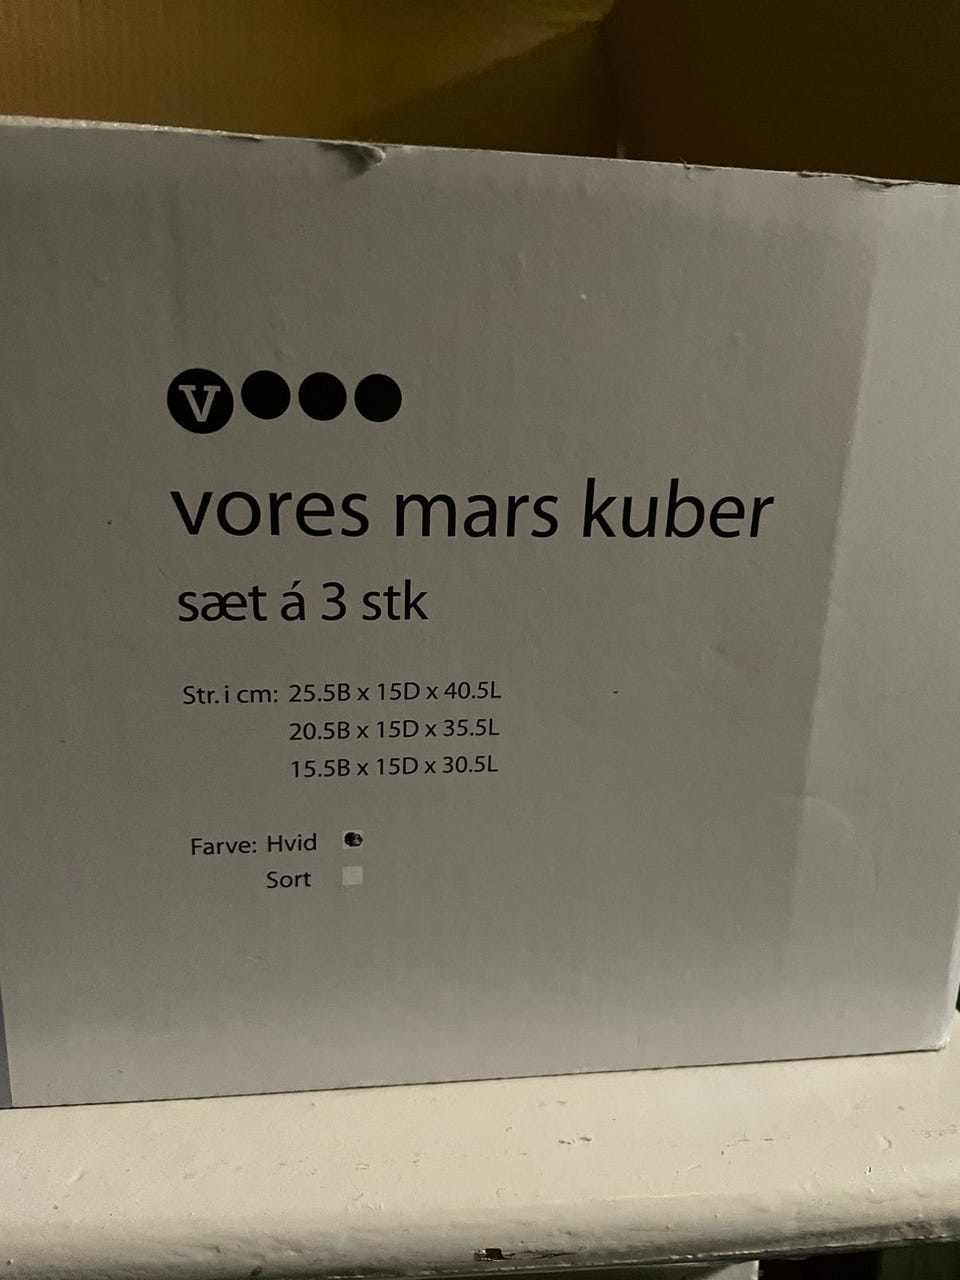 v
vores mars kuber
sæt á 3 stk
Str. i cm: 25.5B x 15D x 40.5L
20.5B x 15D x 35.5L
15.5B x 15D x 30.5L
Farve: Hvid
Sort